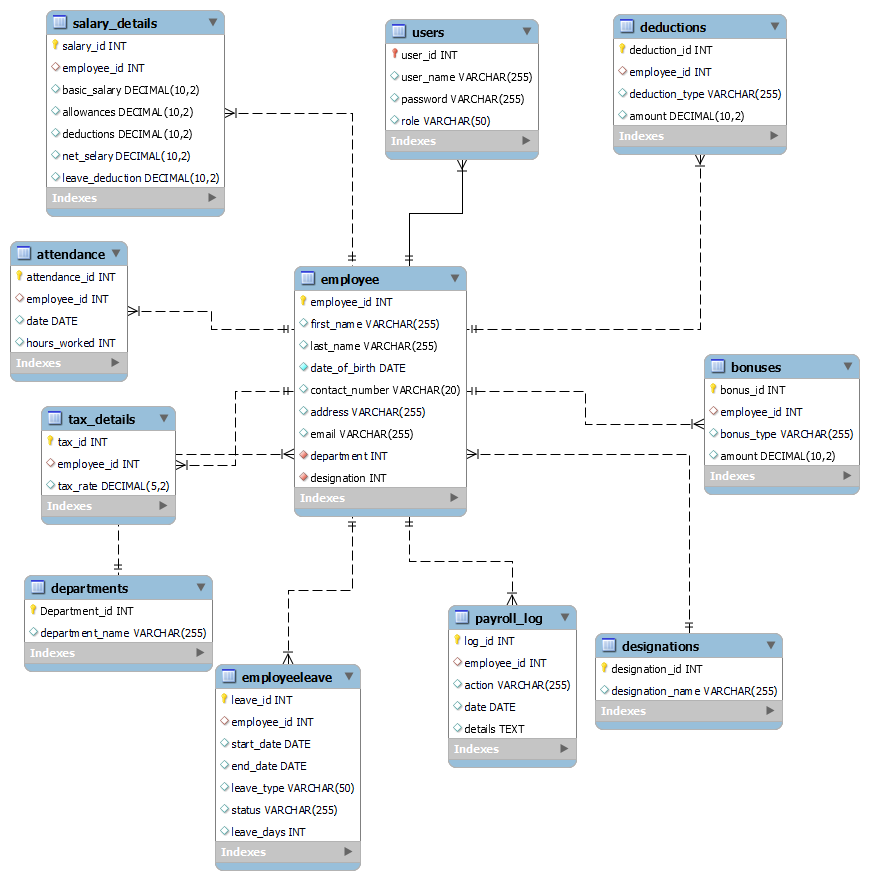 salary_details
salary_id INT
employee_id INT
basic_salary DECIMAL(10,2)
allowances DECIMAL(10,2)
deductions DECIMAL(10,2)
net_selary DECIMAL(10,2)
leave_deduction DECIMAL(10,2)
Indexes
users
user_id INT
user_name VARCHAR(255)
password VARCHAR(255)
role VARCHAR(50)
Indexes
deductions
deduction_id INT
employee_id INT
deduction_type VARCHAR(255)
amount DECIMAL(10,2)
Indexes
attendance
attendance_id INT
employee_id INT
date DATE
hours_worked INT
Indexes
employee
employee_id INT
first_name VARCHAR(255)
last_name VARCHAR(255)
date_of_birth DATE
contact_number VARCHAR(20)
address VARCHAR(255)
email VARCHAR(255)
department INT
designation INT
Indexes
bonuses
bonus_id INT
employee_id INT
bonus_type VARCHAR(255)
amount DECIMAL(10,2)
Indexes
tax_details
tax_id INT
employee_id INT
tax_rate DECIMAL(5,2)
Indexes
departments
Department_id INT
department_name VARCHAR(255)
Indexes
employeeleave
leave_id INT
employee_id INT
start_date DATE
end_date DATE
leave_type VARCHAR(50)
status VARCHAR(255)
leave_days INT
Indexes
payroll_log
log_id INT
employee_id INT
action VARCHAR(255)
date DATE
details TEXT
Indexes
designations
designation_id INT
designation_name VARCHAR(255)
Indexes